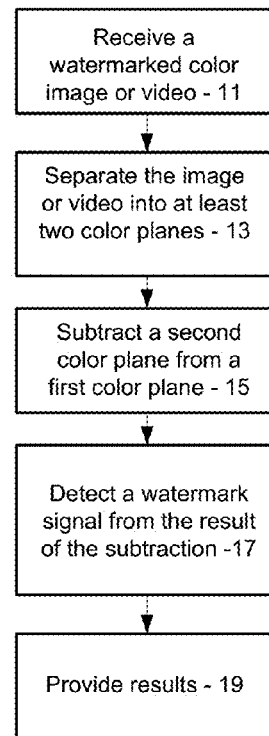 Receive a
watermarked color
image or video - 11
Separate the image
or video into at least
two color planes - 13
Subtract a second
color plane from a
first color plane - 15
Detect a watermark
signal from the result
of the subtraction -17
Provide results - 19